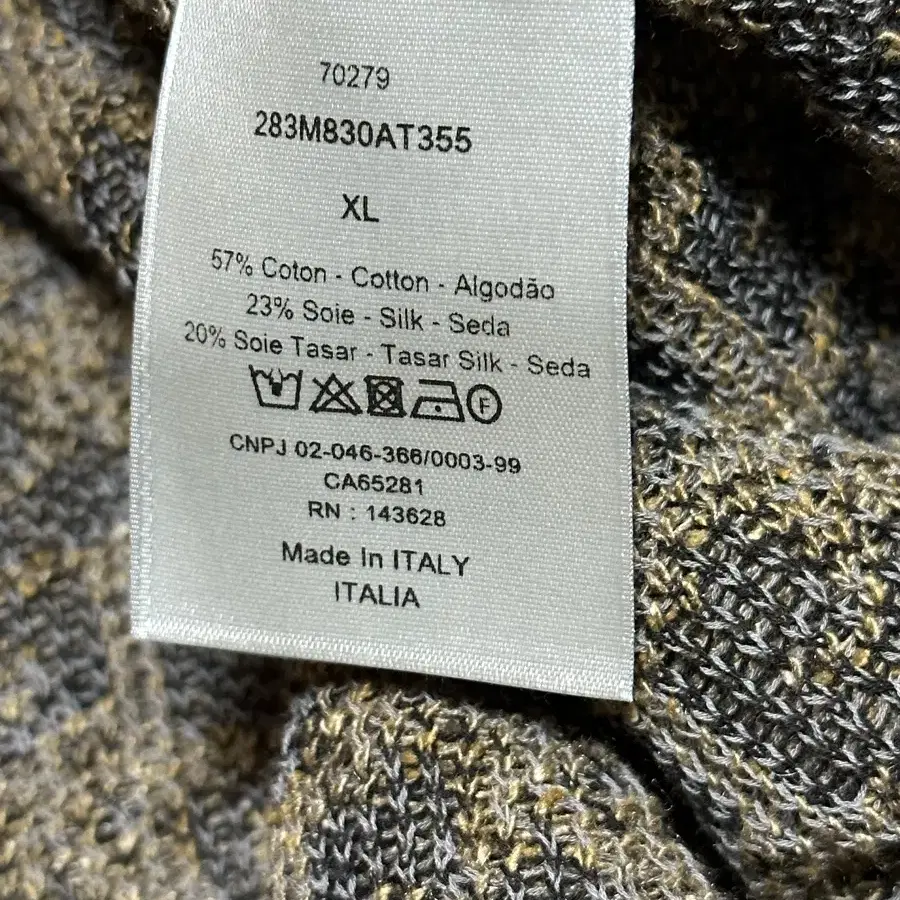 70279
283M830AT355
XL
57% Coton - Cotton - Algodão
23% Soie - Silk - Seda
20% Soie Tasar - Tasar Silk - Seda
F
CNPJ 02-046-366/0003-99
CA65281
RN : 143628
Made In ITALY
ITALIA